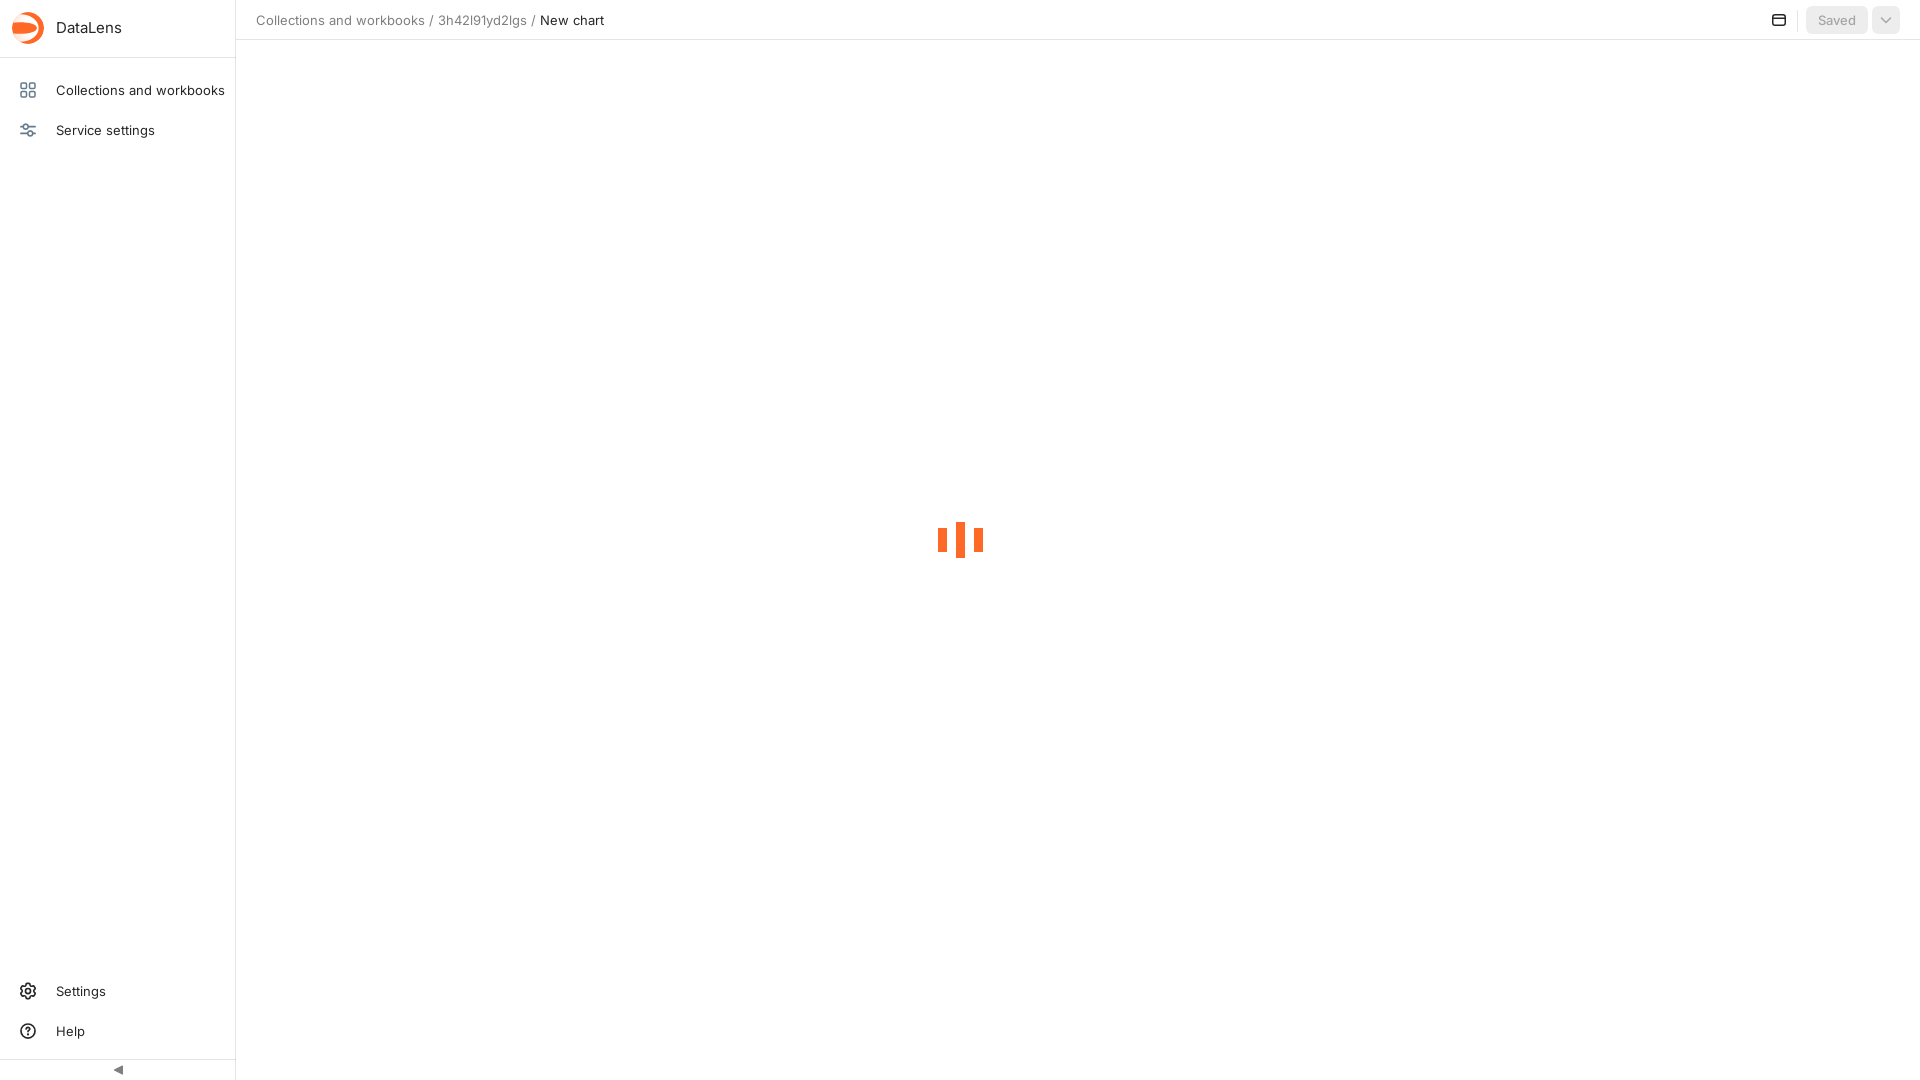 DataLens
Collections and workbooks / 3h42l91yd2lgs / New chart
Saved
Collections and workbooks
Service settings
Settings
Help